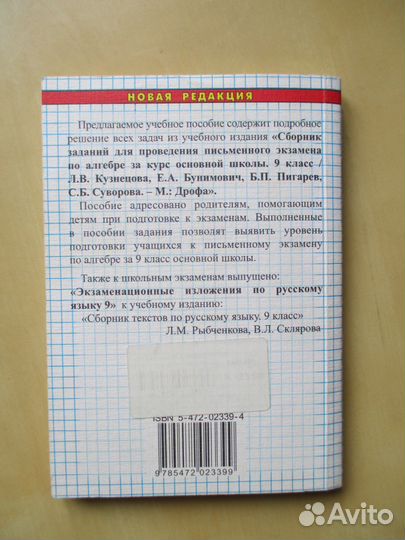 НОВАЯ РЕДАКЦИЯ
Предлагаемое учебное пособие содержит подробное
решение всех задач из учебного издания «Сборник
заданий для проведения письменного экзамена
по алгебре за курс основной школы. 9 класс /
Л.В. Кузнецова, Е.А. Бунимович, Б.П. Пигарев,
С.Б. Суворова. – М.: Дрофа».
Пособие адресовано родителям, помогающим
детям при подготовке к экзаменам. Выполненные
в пособии задания позволят выявить уровень
подготовки учащихся к письменному экзамену
по алгебре за 9 класс основной школы.
Также к школьным экзаменам выпущено:
«Экзаменационные изложения по русскому
языку 9» к учебному изданию:
«Сборник текстов по русскому языку. 9 класс»
Л.М. Рыбченкова, В.Л. Склярова
ISBN 5-472-02339-4
9785472023399
Avito